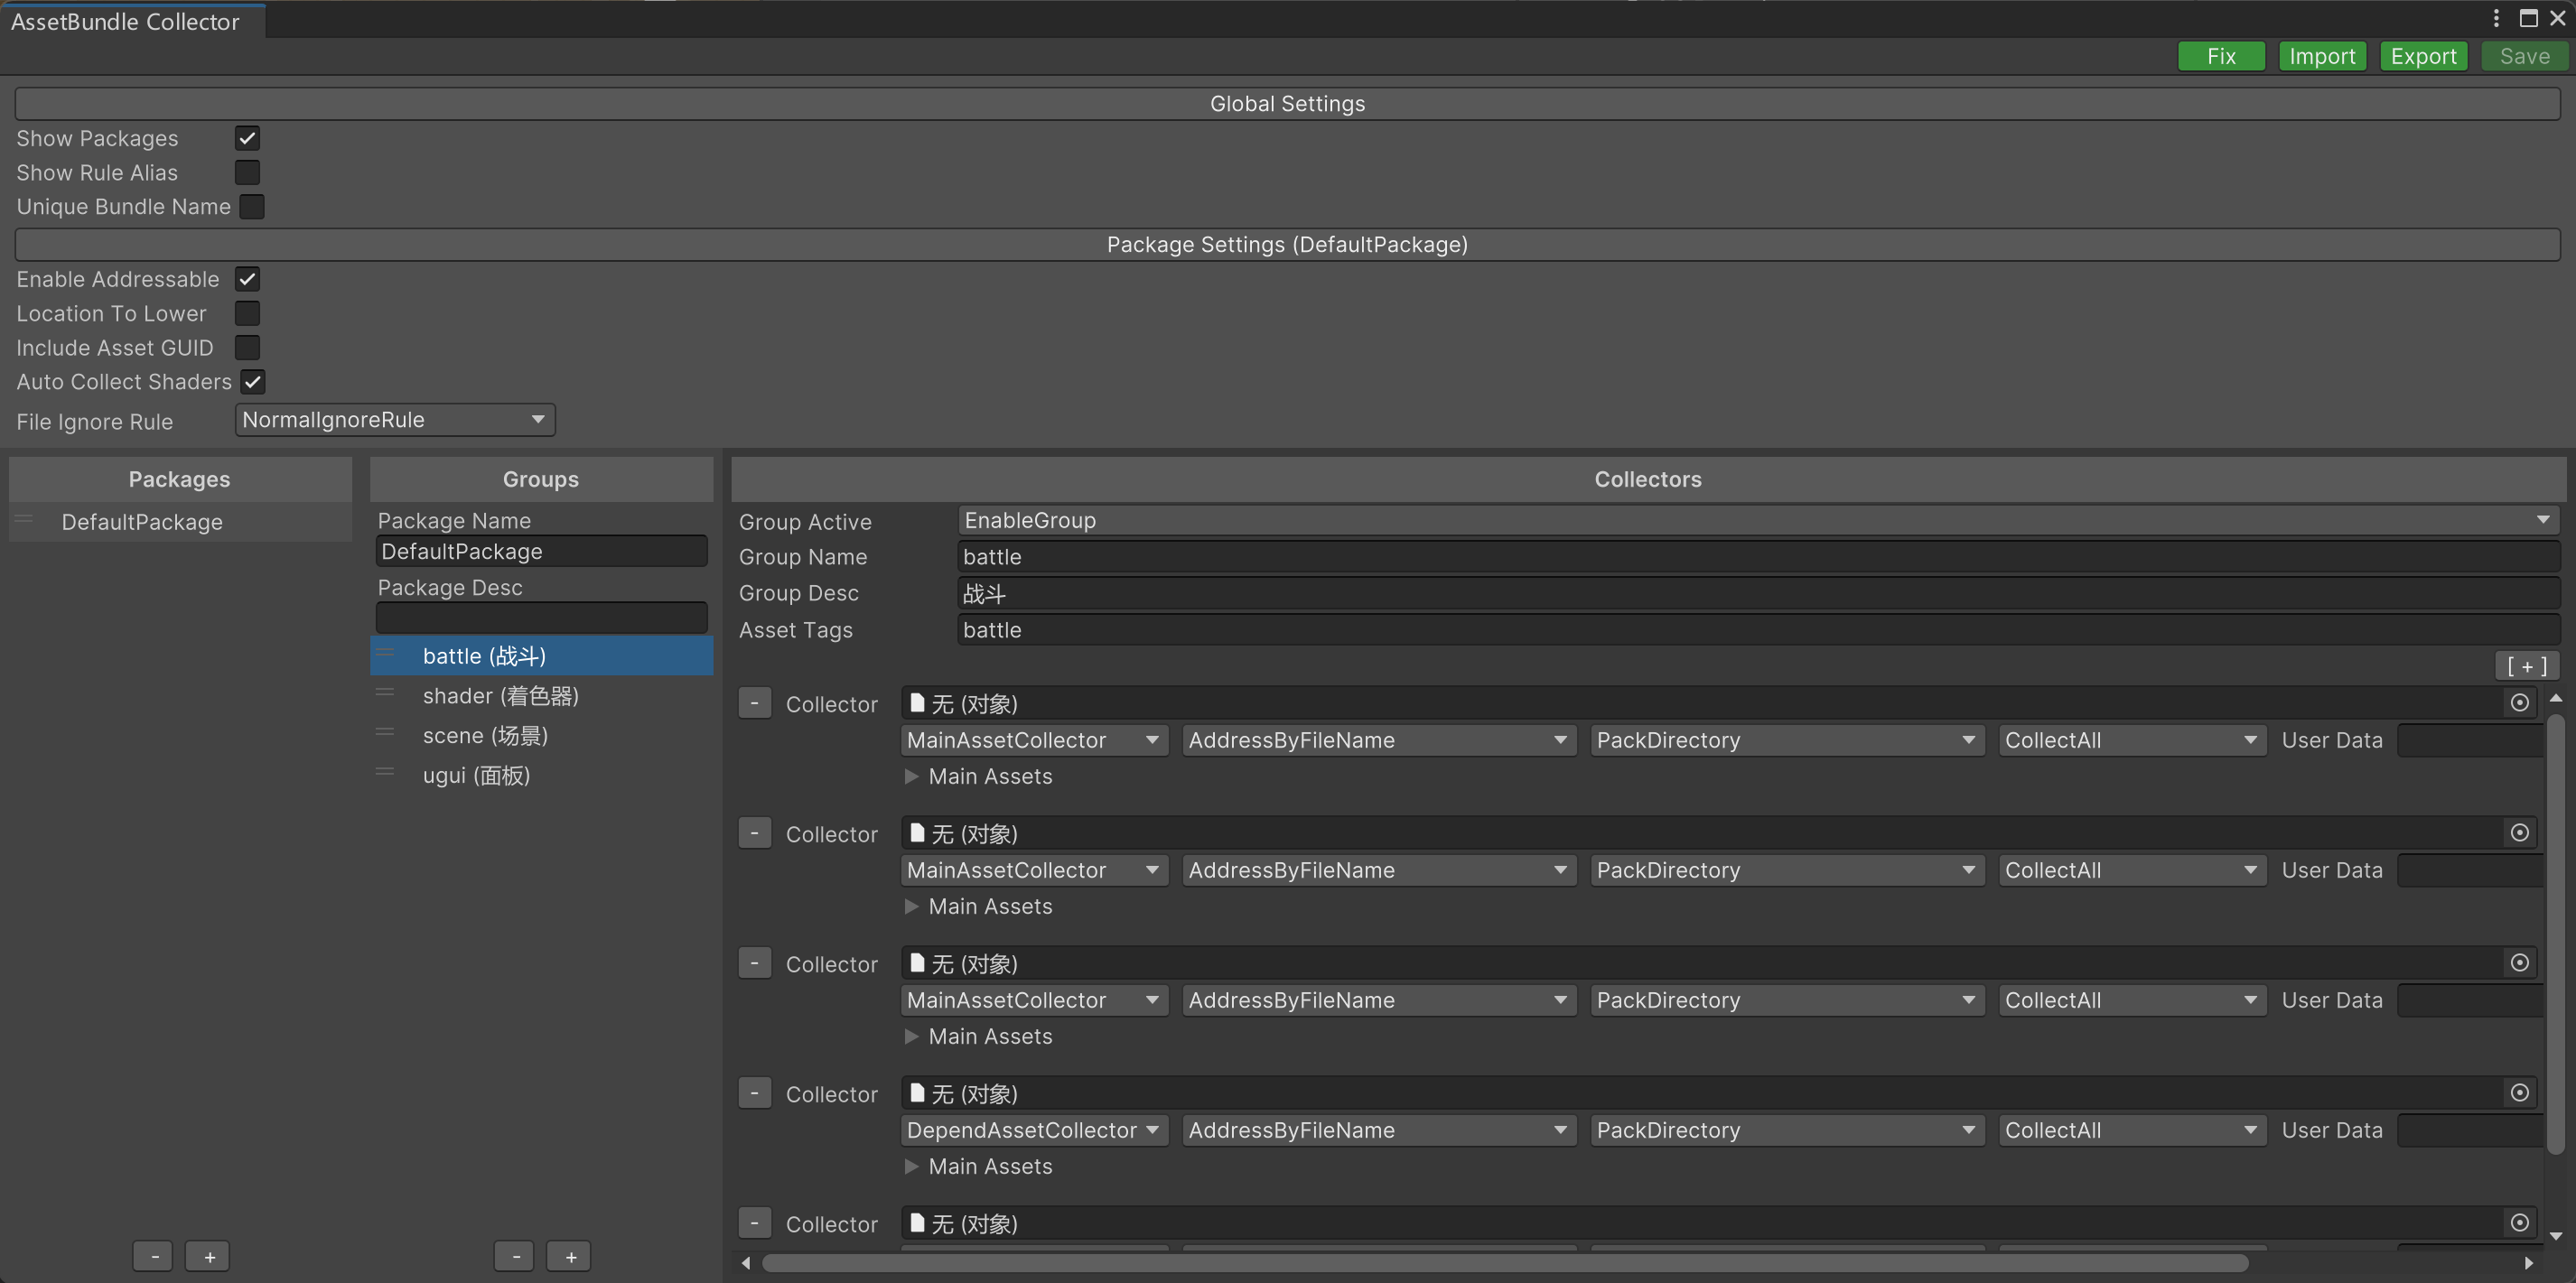 AssetBundle Collector
Fix Import Export Save
Global Settings
Show Packages
Show Rule Alias
Unique Bundle Name
Package Settings (DefaultPackage)
Enable Addressable
Location To Lower
Include Asset GUID
Auto Collect Shaders
File Ignore Rule NormalIgnoreRule
Packages
DefaultPackage
- +
Groups
Package Name
DefaultPackage
Package Desc
battle (战斗)
shader (着色器)
scene (场景)
ugui (面板)
- +
Collectors
Group Active EnableGroup
Group Name battle
Group Desc 战斗
Asset Tags battle
[ + ]
- Collector 无 (对象)
MainAssetCollector AddressByFileName PackDirectory CollectAll User Data
Main Assets
- Collector 无 (对象)
MainAssetCollector AddressByFileName PackDirectory CollectAll User Data
Main Assets
- Collector 无 (对象)
MainAssetCollector AddressByFileName PackDirectory CollectAll User Data
Main Assets
- Collector 无 (对象)
DependAssetCollector AddressByFileName PackDirectory CollectAll User Data
Main Assets
- Collector 无 (对象)